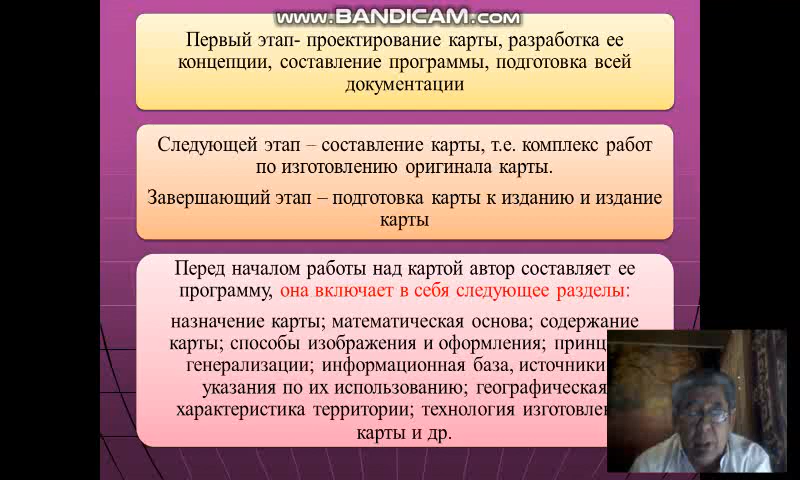 WWW.BANDICAM.COM
Первый этап- проектирование карты, разработка ее
концепции, составление программы, подготовка всей
документации
Следующей этап – составление карты, т.е. комплекс работ
по изготовлению оригинала карты.
Завершающий этап – подготовка карты к изданию и издание
карты
Перед началом работы над картой автор составляет ее
программу, она включает в себя следующее разделы:
назначение карты; математическая основа; содержание
карты; способы изображения и оформления;
генерализации; информационная база, источники
указания по их использованию; географическая
характеристика территории; технология
карты и др.